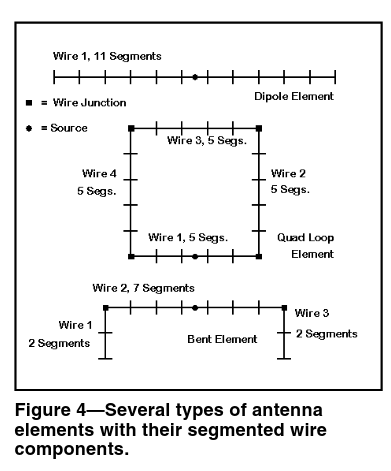 Wire 1, 11 Segments
Dipole Element
= Wire Junction
= Source
Wire 3, 5 Segs.
Wire 4
5 Segs.
Wire 2
5 Segs.
Wire 1, 5 Segs.
Quad Loop
Element
Wire 2, 7 Segments
Wire 1
2 Segments
Wire 3
2 Segments
Bent Element
Figure 4—Several types of antenna
elements with their segmented wire
components.